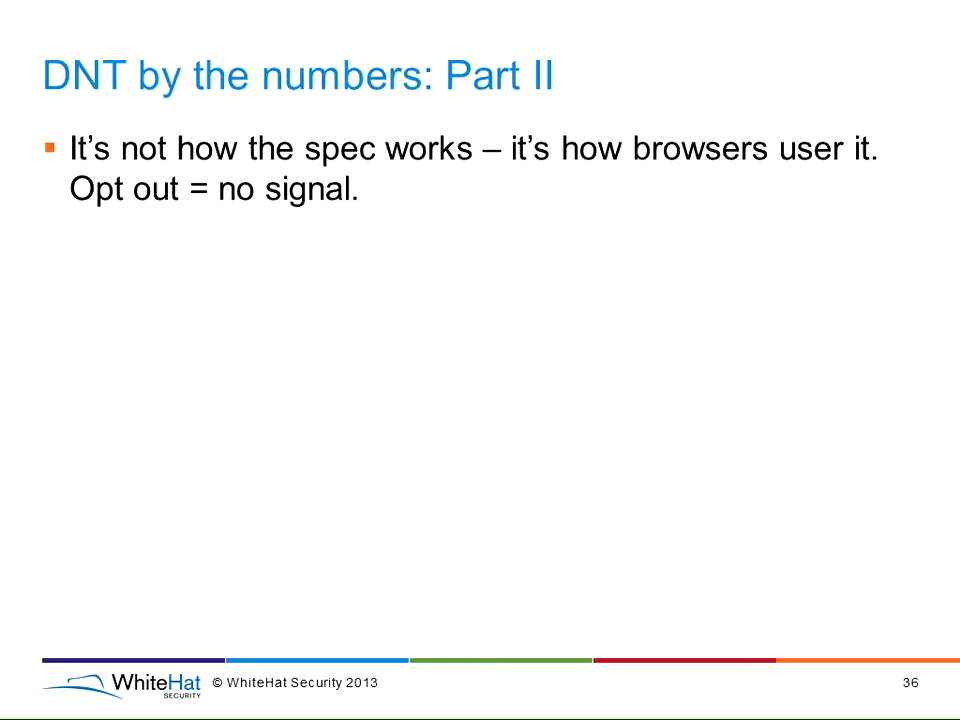 DNT by the numbers: Part II
It’s not how the spec works – it’s how browsers user it.
Opt out = no signal.
WhiteHat
SECURITY
© WhiteHat Security 2013
36